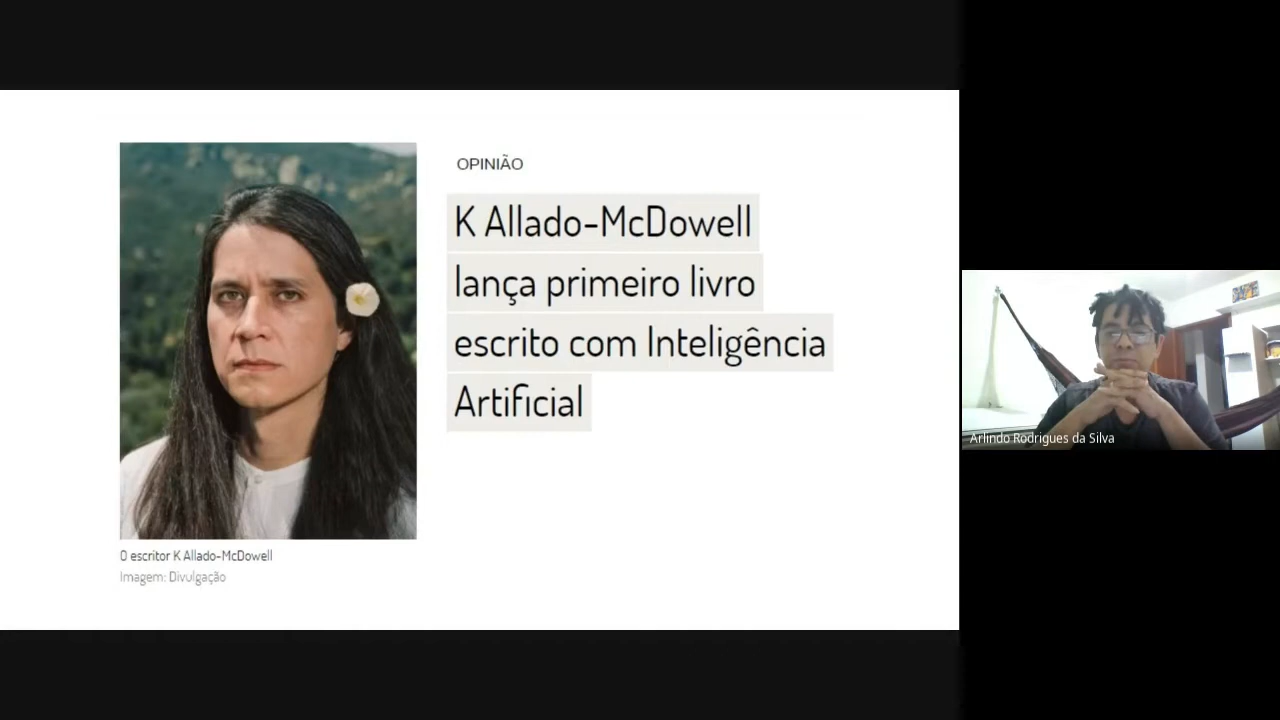 OPINIÃO
K Allado-McDowell
lança primeiro livro
escrito com Inteligência
Artificial
O escritor K Allado-McDowell
Imagem: Divulgação
Arlindo Rodrigues da Silva